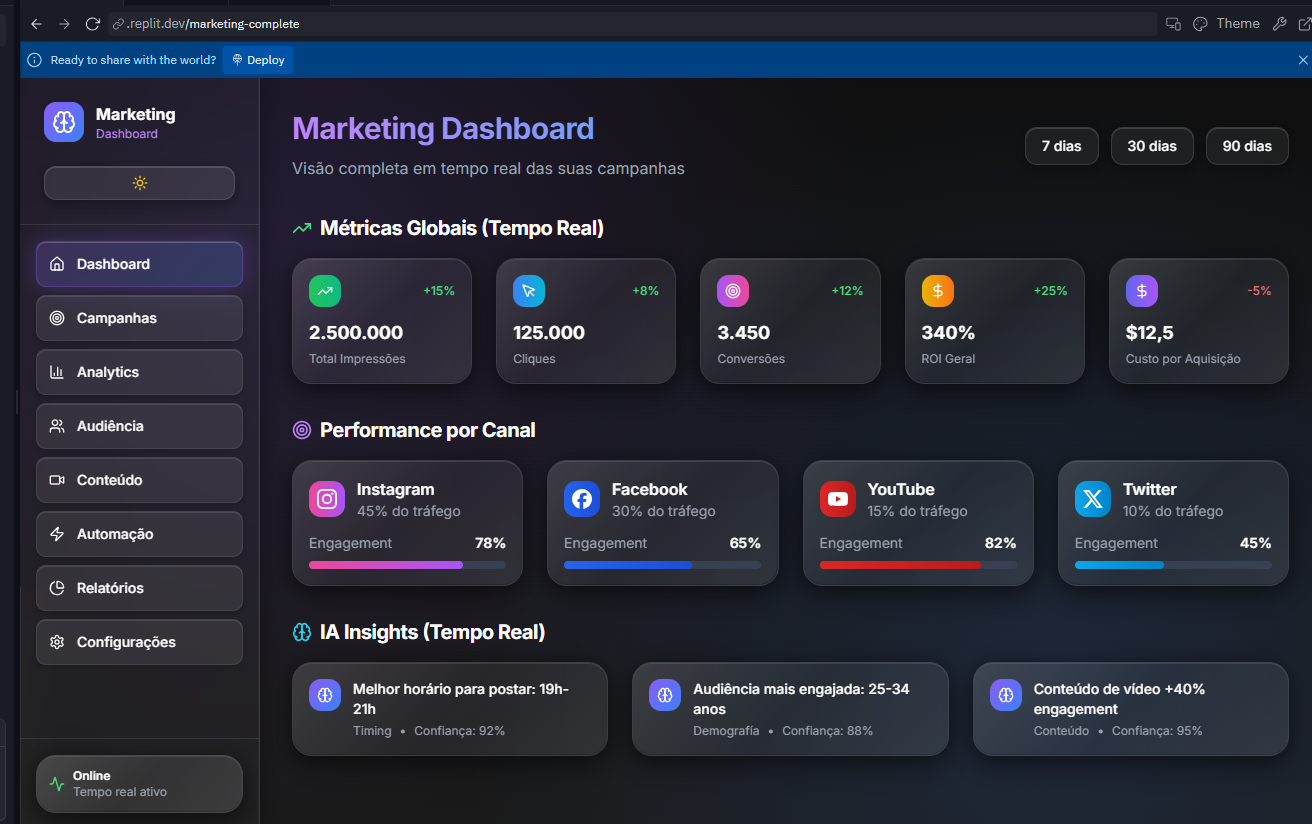 .replit.dev/marketing-complete
Theme
Ready to share with the world?
Deploy
Marketing
Dashboard
Dashboard
Campanhas
Analytics
Audiência
Conteúdo
Automação
Relatórios
Configurações
Online
Tempo real ativo
Marketing Dashboard
Visão completa em tempo real das suas campanhas
7 dias
30 dias
90 dias
Métricas Globais (Tempo Real)
+15%
2.500.000
Total Impressões
+8%
125.000
Cliques
+12%
3.450
Conversões
+25%
340%
ROI Geral
-5%
$12,5
Custo por Aquisição
Performance por Canal
Instagram
45% do tráfego
Engagement 78%
Facebook
30% do tráfego
Engagement 65%
YouTube
15% do tráfego
Engagement 82%
Twitter
10% do tráfego
Engagement 45%
IA Insights (Tempo Real)
Melhor horário para postar: 19h-
21h
Timing • Confiança: 92%
Audiência mais engajada: 25-34
anos
Demografia • Confiança: 88%
Conteúdo de vídeo +40%
engagement
Conteúdo • Confiança: 95%